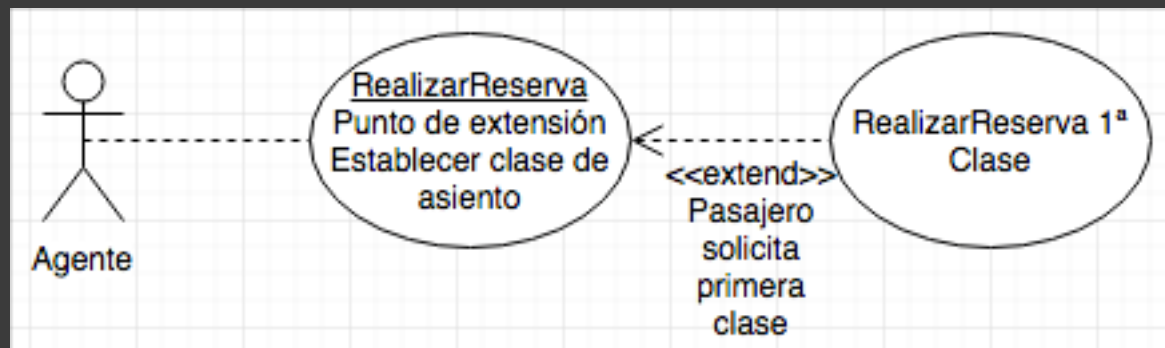 RealizarReserva
Punto de extensión
Establecer clase de
asiento
RealizarReserva 1ª
Clase
<<extend>>
Pasajero
solicita
primera
clase
Agente